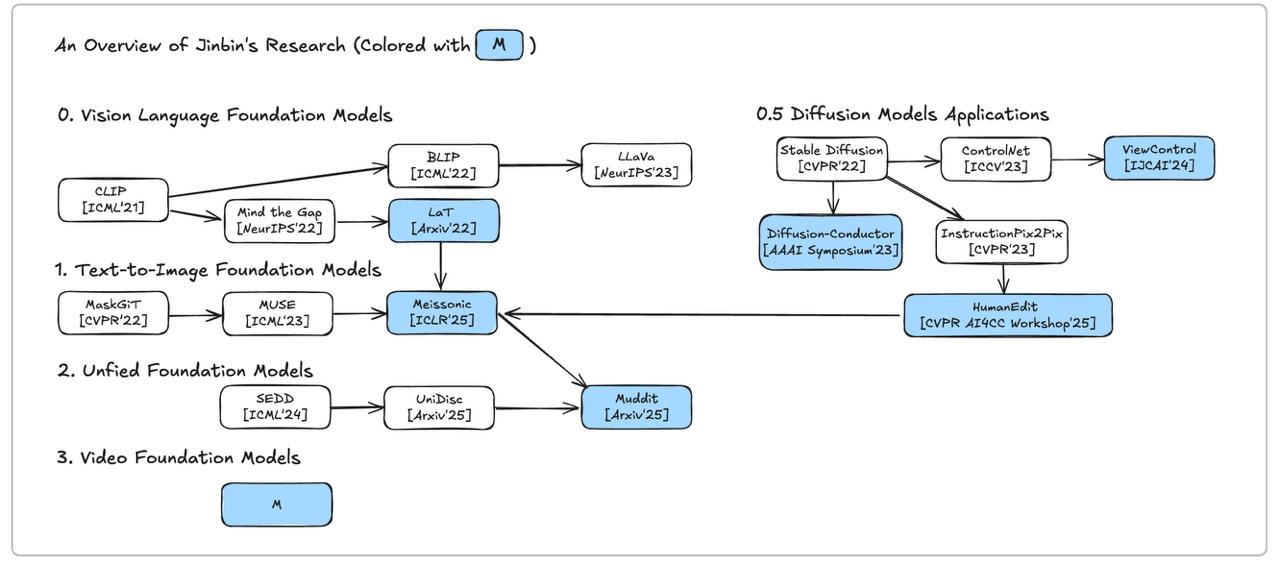 An Overview of Jinbin's Research (Colored with M )
0. Vision Language Foundation Models
CLIP
[ICML'21]
BLIP
[ICML'22]
LLaVa
[NeurIPS'23]
Mind the Gap
[NeurIPS'22]
LaT
[Arxiv'22]
0.5 Diffusion Models Applications
Stable Diffusion
[CVPR'22]
ControlNet
[ICCV'23]
ViewControl
[IJCAI'24]
Diffusion-Conductor
[AAAI Symposium'23]
InstructionPix2Pix
[CVPR'23]
HumanEdit
[CVPR AI4CC Workshop'25]
1. Text-to-Image Foundation Models
MaskGiT
[CVPR'22]
MUSE
[ICML'23]
Meissonic
[ICLR'25]
2. Unfied Foundation Models
SEDD
[ICML'24]
UniDisc
[Arxiv'25]
Muddit
[Arxiv'25]
3. Video Foundation Models
M